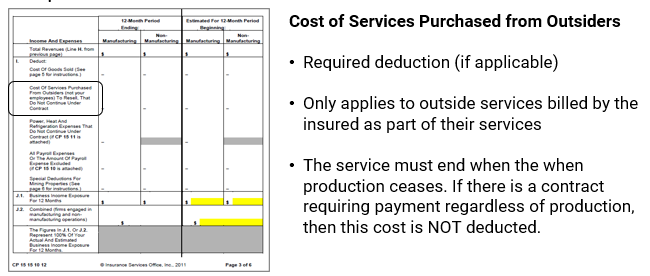 12-Month Period
Ending:
Estimated For 12-Month Period
Beginning:
Income And Expenses
Manufacturing
Non-
Manufacturing
Manufacturing
Non-
Manufacturing
Total Revenues (Line H. from
previous page).
$ $ $ $
I. Deduct:
Cost Of Goods Sold (See
page 5 for instructions.)
– – – –
Cost Of Services Purchased
From Outsiders (not your
employees) To Resell, That
Do Not Continue Under
Contract
– – – –
Power, Heat And
Refrigeration Expenses That
Do Not Continue Under
Contract (if CP 15 11 is
attached)
– –
All Payroll Expenses
Or The Amount Of Payroll
Expense Excluded
(if CP 15 10 is attached)
– – – –
Special Deductions For
Mining Properties (See
page 6 for instructions.)
– – – –
J.1. Business Income Exposure
For 12 Months
$ $ $ $
J.2. Combined (firms engaged in
manufacturing and non-
manufacturing operations)
$ $
The Figures In J.1. Or J.2.
Represent 100% Of Your
Actual And Estimated
Business Income Exposure
For 12 Months.
CP 15 15 10 12 © Insurance Services Office, Inc., 2011 Page 3 of 6
Cost of Services Purchased from Outsiders
• Required deduction (if applicable)
• Only applies to outside services billed by the
insured as part of their services
• The service must end when the when
production ceases. If there is a contract
requiring payment regardless of production,
then this cost is NOT deducted.